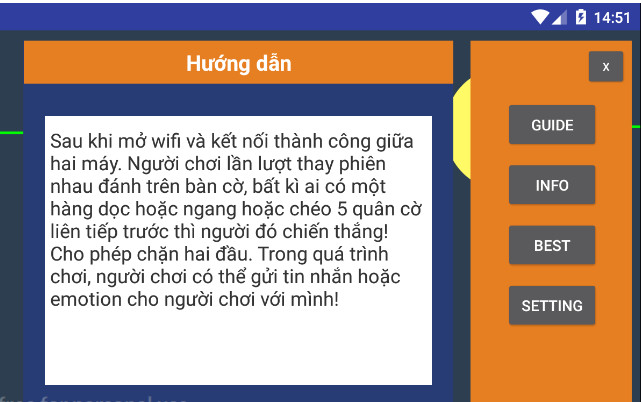 14:51
Hướng dẫn
x
Sau khi mở wifi và kết nối thành công giữa
hai máy. Người chơi lần lượt thay phiên
nhau đánh trên bàn cờ, bất kì ai có một
hàng dọc hoặc ngang hoặc chéo 5 quân cờ
liên tiếp trước thì người đó chiến thắng!
Cho phép chặn hai đầu. Trong quá trình
chơi, người chơi có thể gửi tin nhắn hoặc
emotion cho người chơi với mình!
GUIDE
INFO
BEST
SETTING